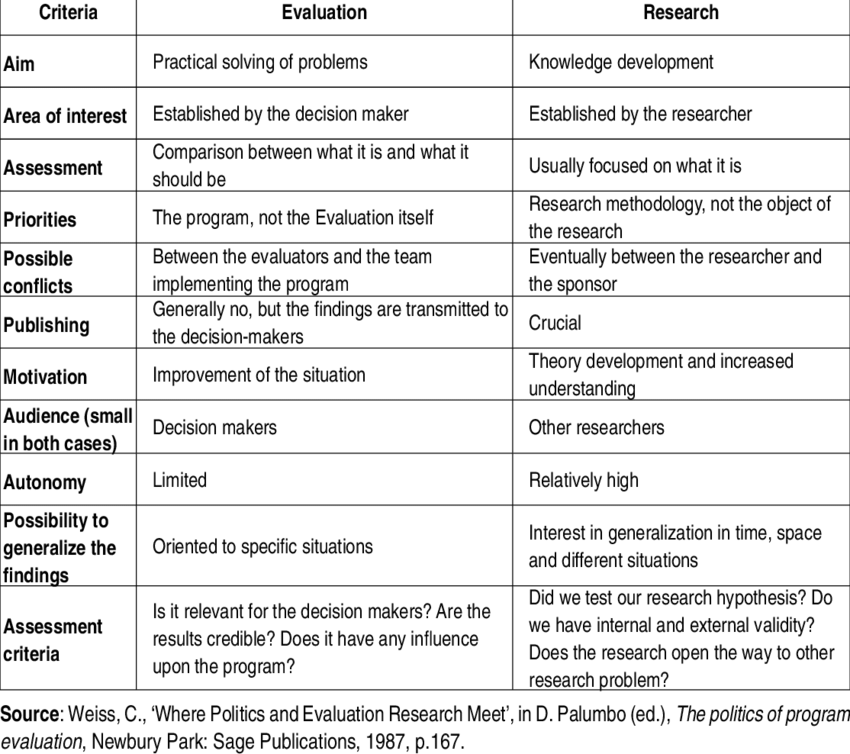 Criteria Evaluation Research
Aim Practical solving of problems Knowledge development
Area of interest Established by the decision maker Established by the researcher
Assessment Comparison between what it is and what it
should be Usually focused on what it is
Priorities The program, not the Evaluation itself Research methodology, not the object of
the research
Possible
conflicts Between the evaluators and the team
implementing the program Eventually between the researcher and
the sponsor
Publishing Generally no, but the findings are transmitted to
the decision-makers Crucial
Motivation Improvement of the situation Theory development and increased
understanding
Audience (small
in both cases) Decision makers Other researchers
Autonomy Limited Relatively high
Possibility to
generalize the
findings Oriented to specific situations Interest in generalization in time, space
and different situations
Assessment
criteria Is it relevant for the decision makers? Are the
results credible? Does it have any influence
upon the program? Did we test our research hypothesis? Do
we have internal and external validity?
Does the research open the way to other
research problem?
Source: Weiss, C., ‘Where Politics and Evaluation Research Meet’, in D. Palumbo (ed.), The politics of program
evaluation, Newbury Park: Sage Publications, 1987, p.167.